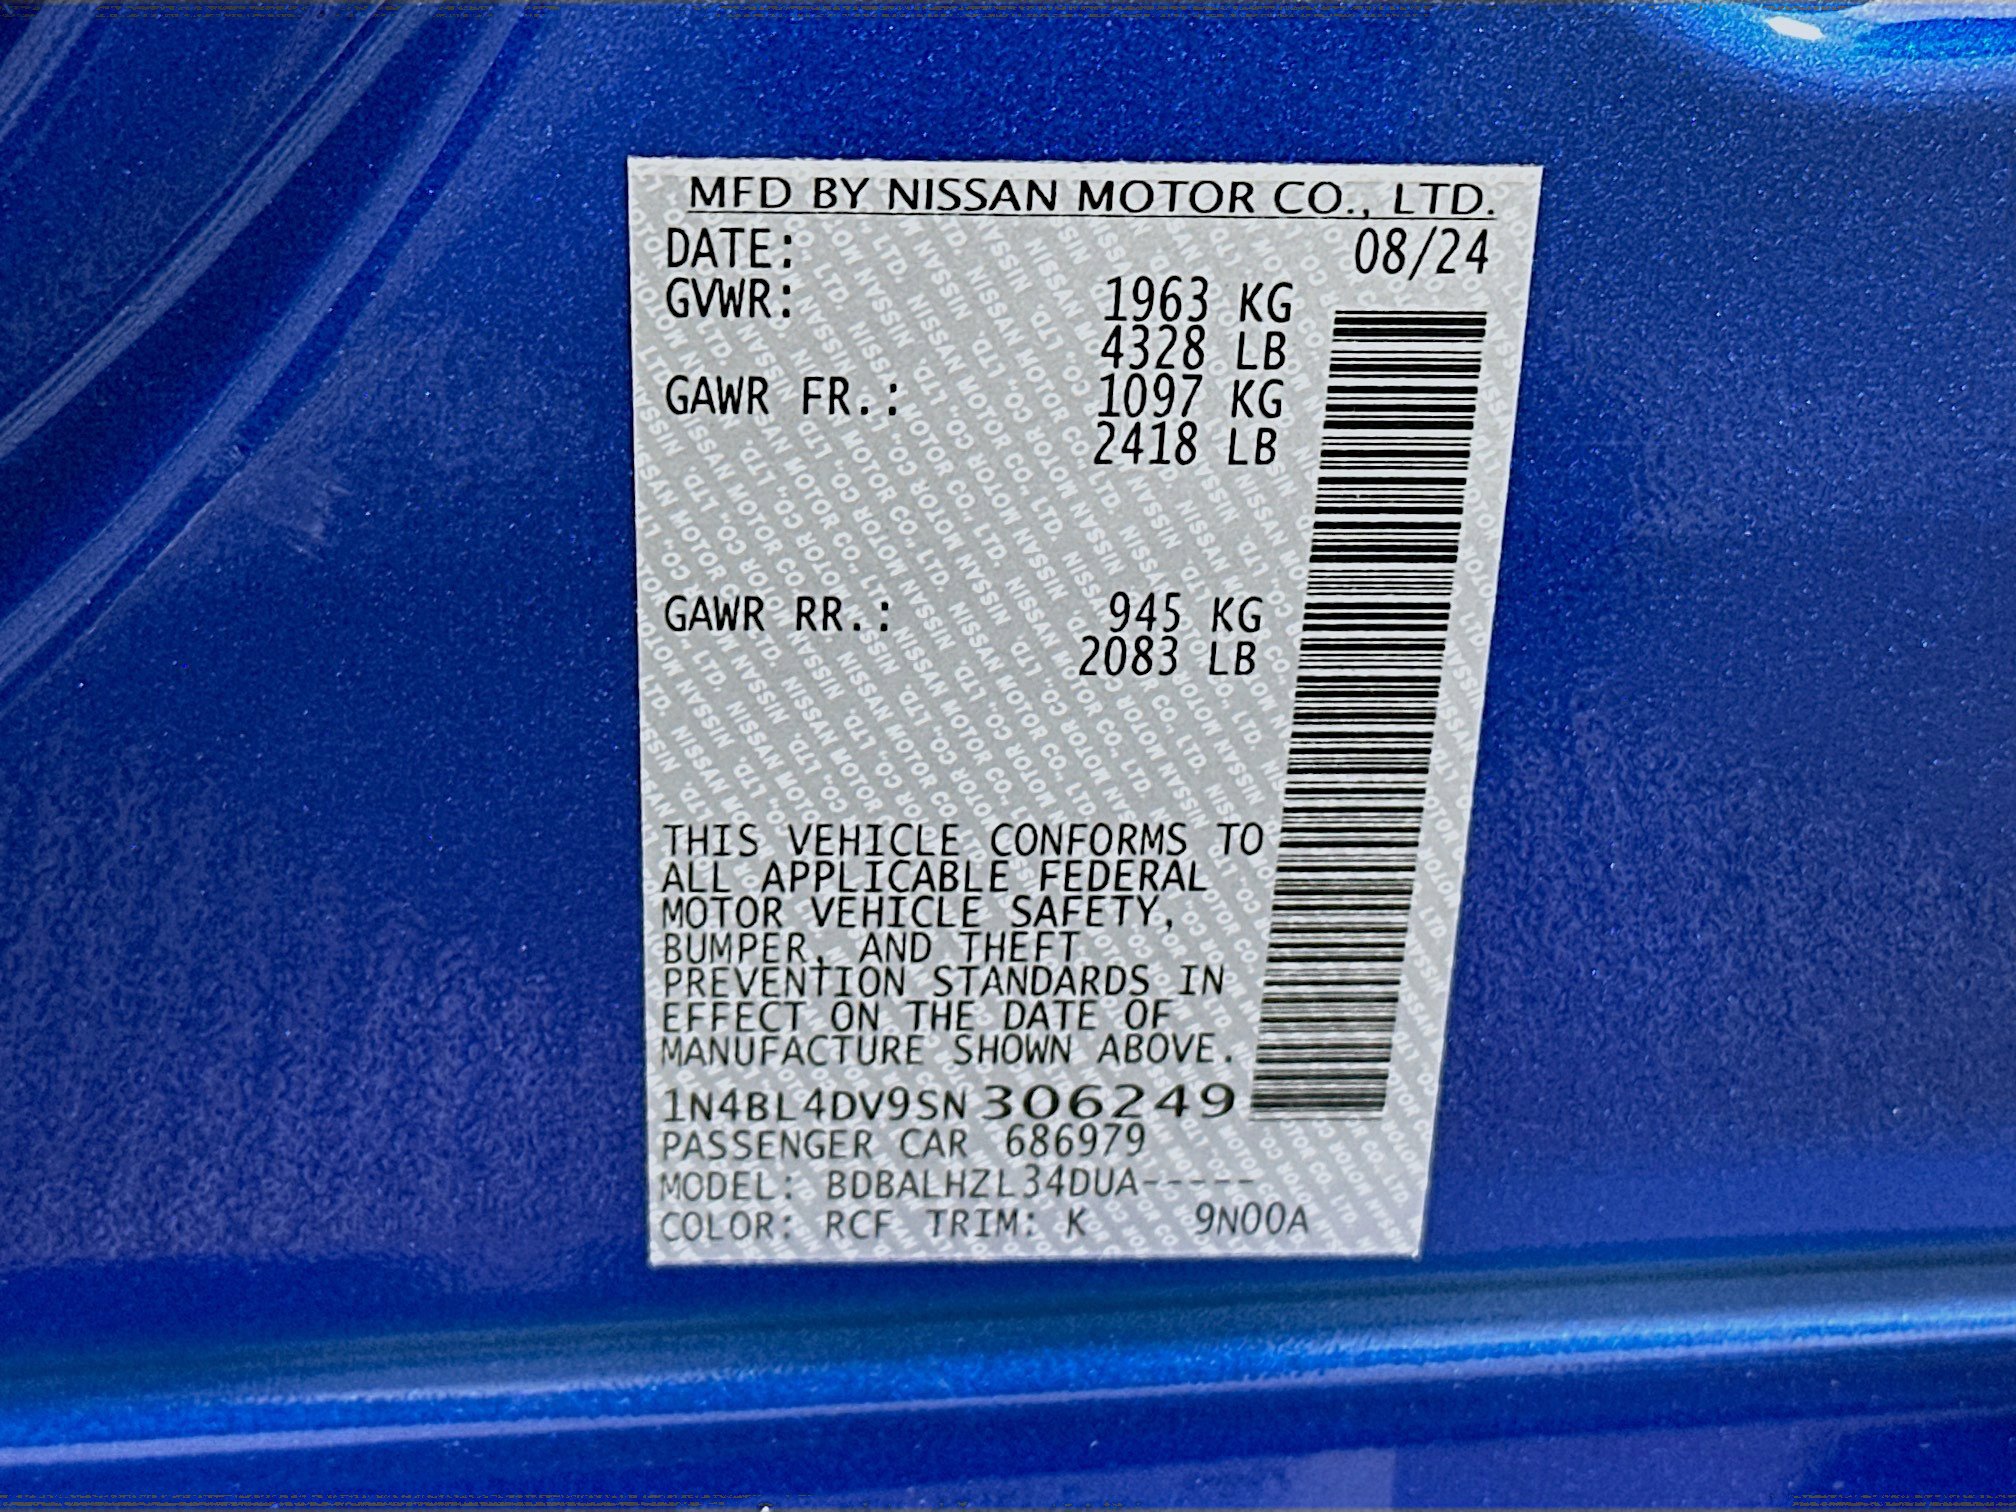 MFD BY NISSAN MOTOR CO., LTD.
DATE: 08/24
GVWR: 1963 KG
4328 LB
GAWR FR.: 1097 KG
2418 LB
GAWR RR.: 945 KG
2083 LB
THIS VEHICLE CONFORMS TO
ALL APPLICABLE FEDERAL
MOTOR VEHICLE SAFETY,
BUMPER, AND THEFT
PREVENTION STANDARDS IN
EFFECT ON THE DATE OF
MANUFACTURE SHOWN ABOVE.
1N4BL4DV9SN306249
PASSENGER CAR 686979
MODEL: BDBALHZL34DUA-----
COLOR: RCF TRIM: K 9N00A